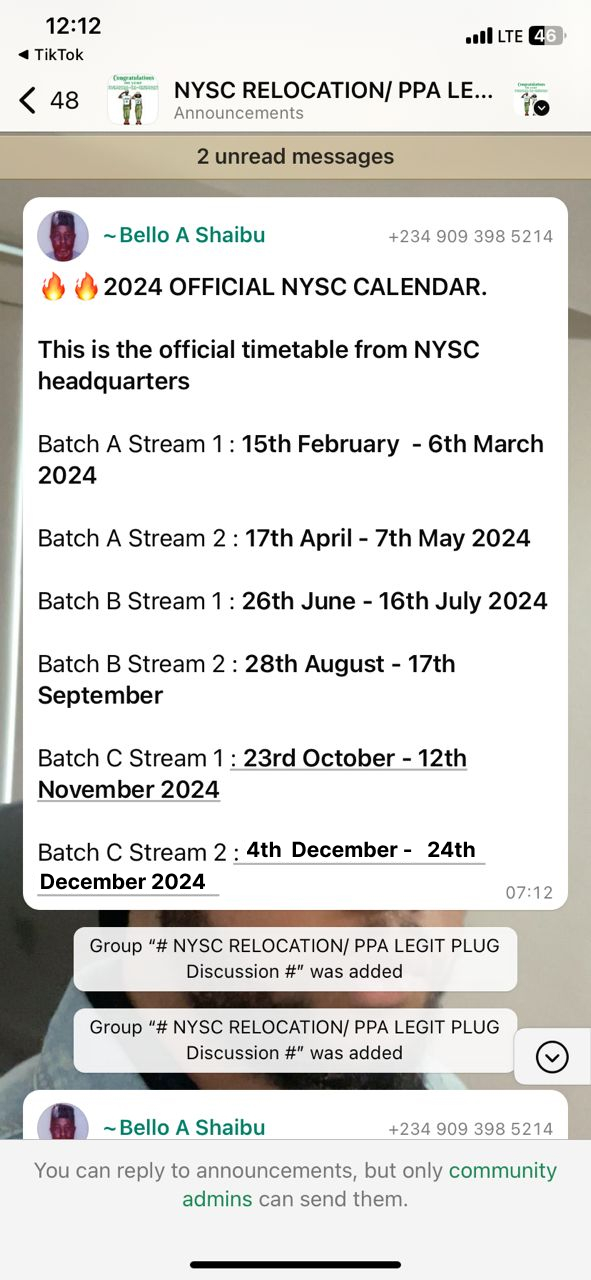 12:12
LTE 46
◀ TikTok
48
NYSC RELOCATION/ PPA LE...
Announcements
2 unread messages
~Bello A Shaibu
+234 909 398 5214
🔥🔥2024 OFFICIAL NYSC CALENDAR.
This is the official timetable from NYSC
headquarters
Batch A Stream 1 : 15th February - 6th March
2024
Batch A Stream 2 : 17th April - 7th May 2024
Batch B Stream 1 : 26th June - 16th July 2024
Batch B Stream 2 : 28th August - 17th
September
Batch C Stream 1 : 23rd October - 12th
November 2024
Batch C Stream 2 : 4th December - 24th
December 2024
07:12
Group “# NYSC RELOCATION/ PPA LEGIT PLUG
Discussion #” was added
Group “# NYSC RELOCATION/ PPA LEGIT PLUG
Discussion #” was added
~Bello A Shaibu
+234 909 398 5214
You can reply to announcements, but only community
admins can send them.